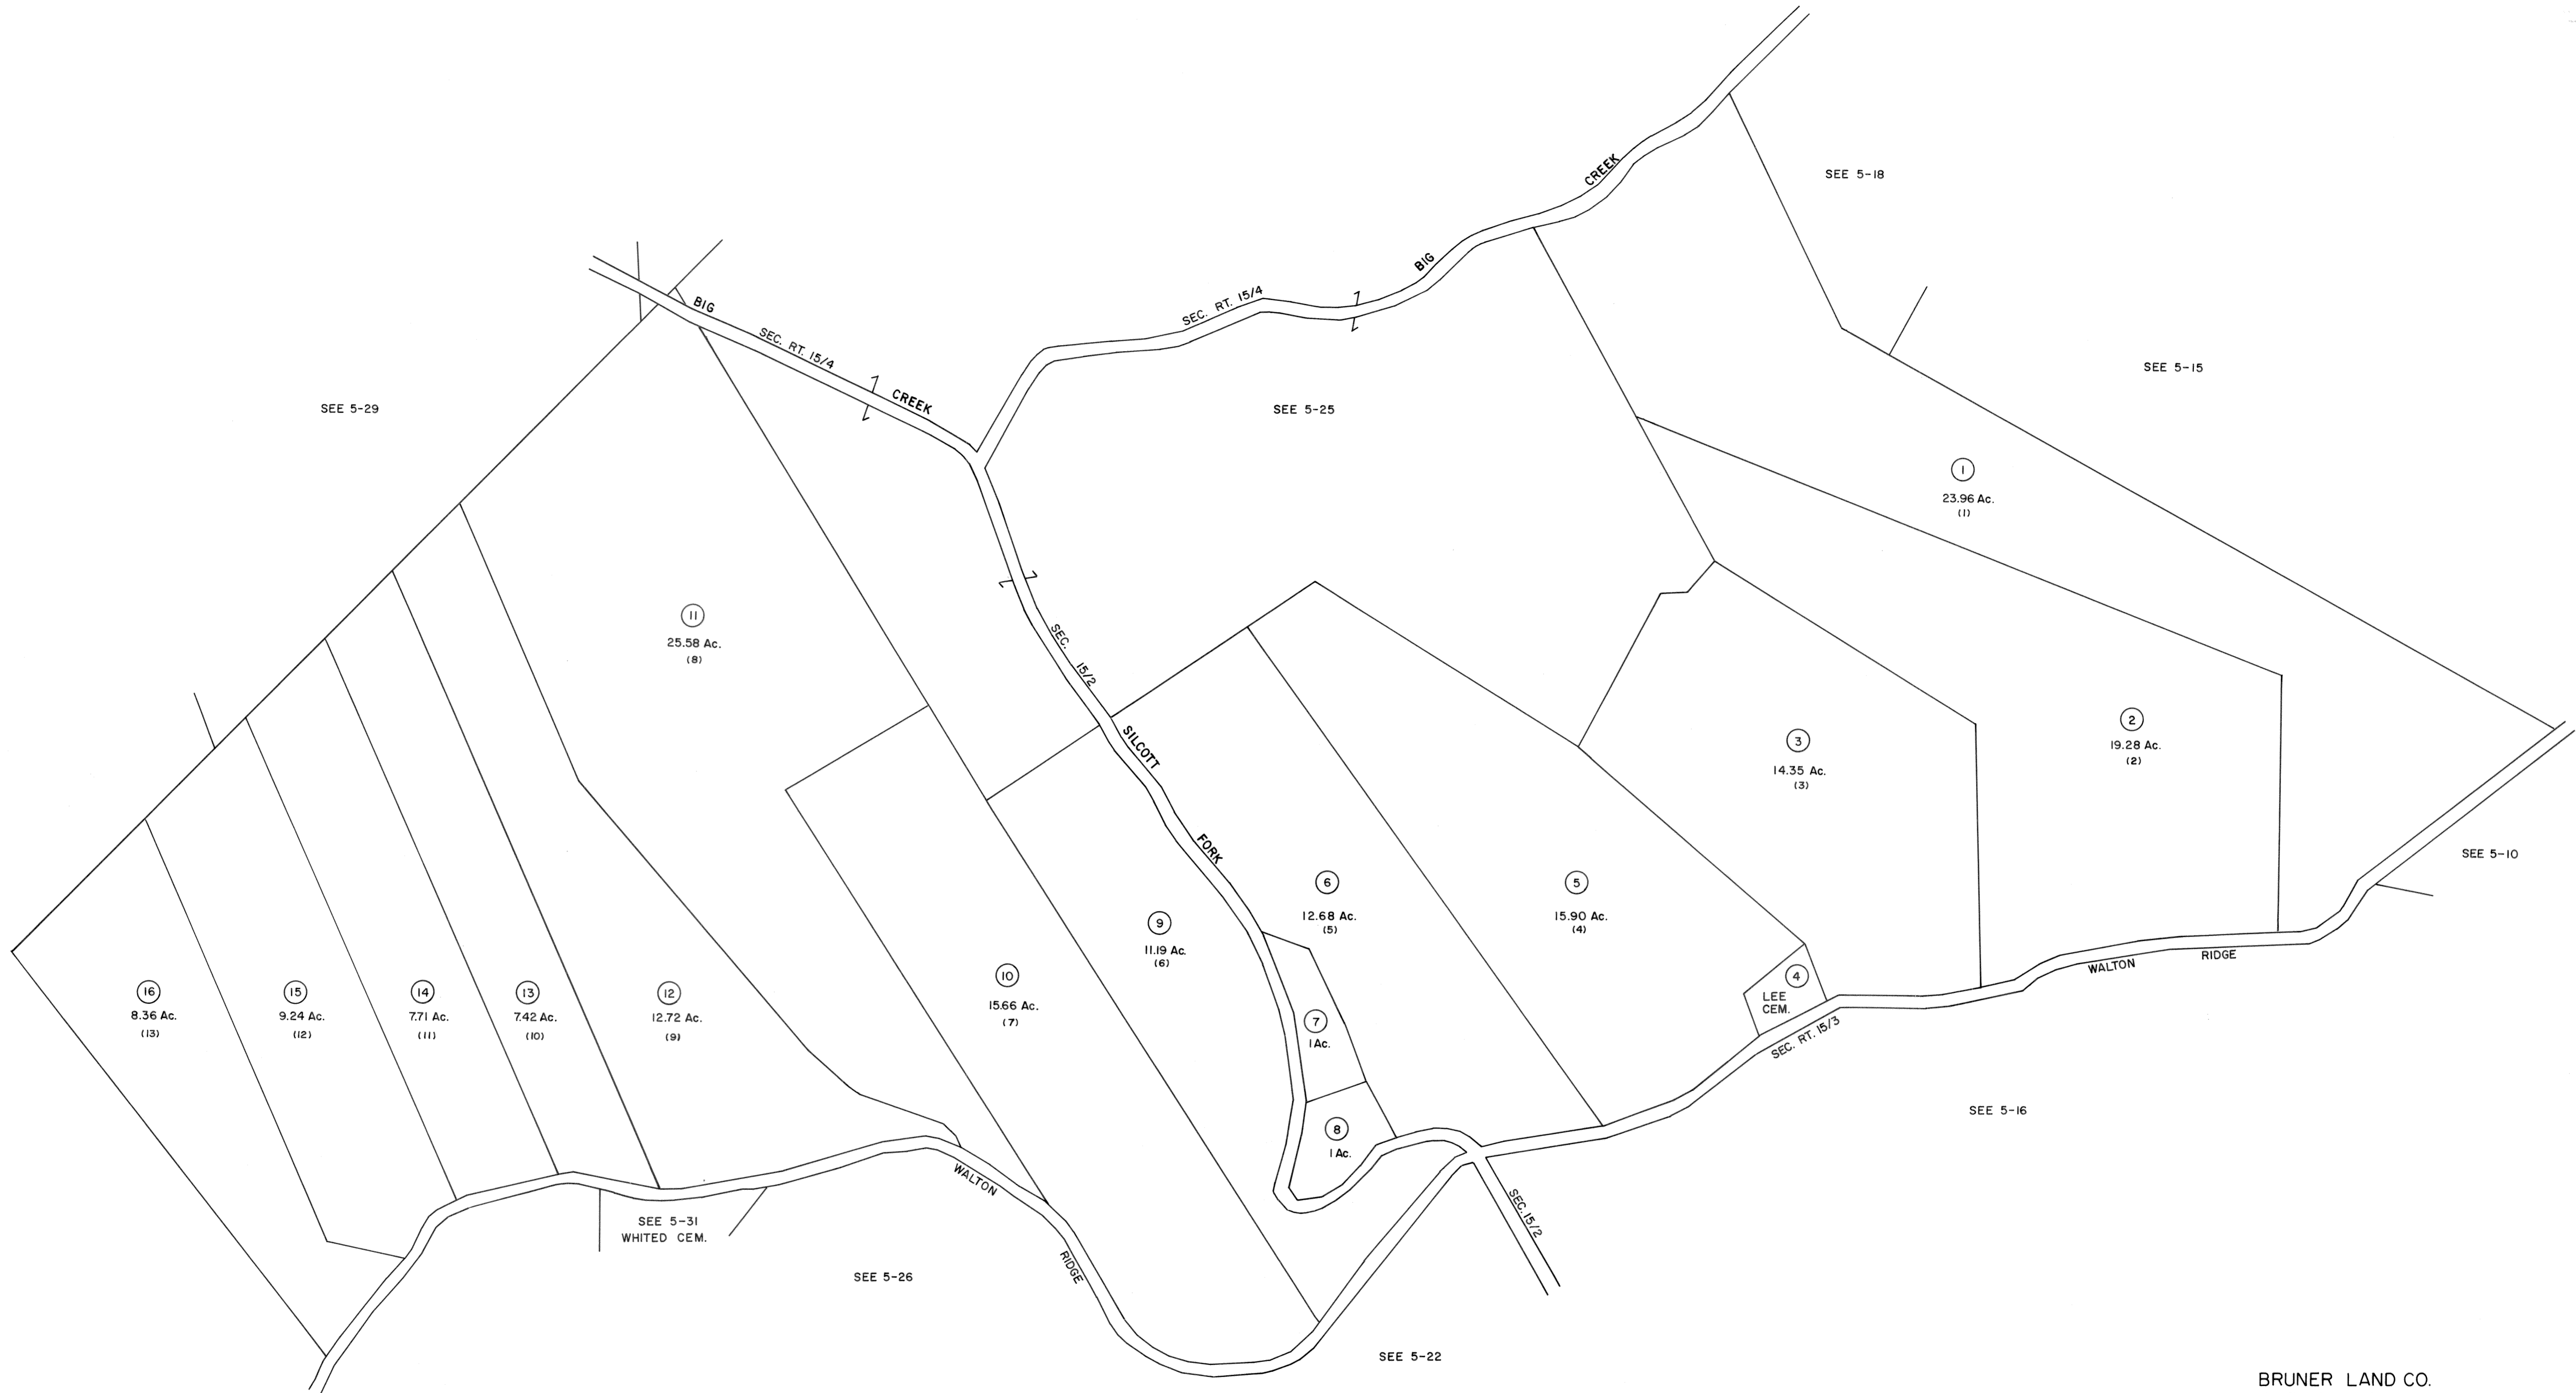 CREEK
BIG
SEE 5-18
SEC. RT. 15/4
BIG
SEC. RT. 15/4
CREEK
SEE 5-15
SEE 5-29
SEE 5-25
1
23.96 Ac.
(1)
11
25.58 Ac.
(8)
SEC. 15/2
SILCOTT
FORK
2
19.28 Ac.
(2)
3
14.35 Ac.
(3)
SEE 5-10
6
12.68 Ac.
(5)
5
15.90 Ac.
(4)
9
11.19 Ac.
(6)
10
15.66 Ac.
(7)
4
LEE
CEM.
WALTON RIDGE
16
8.36 Ac.
(13)
15
9.24 Ac.
(12)
14
7.71 Ac.
(11)
13
7.42 Ac.
(10)
12
12.72 Ac.
(9)
7
1 Ac.
SEC. RT. 15/3
8
1 Ac.
SEE 5-16
WALTON
RIDGE
SEC. 15/2
SEE 5-31
WHITED CEM.
SEE 5-26
SEE 5-22
BRUNER LAND CO.